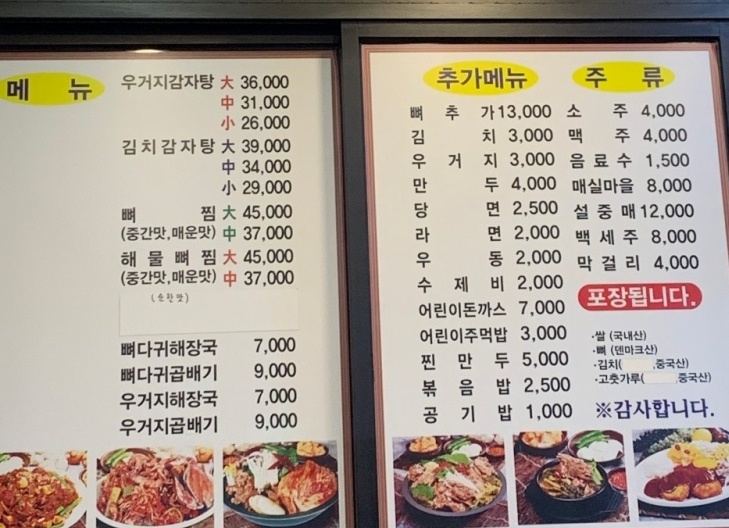 메 뉴
우거지감자탕 大 36,000
中 31,000
小 26,000
김치감자탕 大 39,000
中 34,000
小 29,000
뼈 찜 大 45,000
(중간맛,매운맛) 中 37,000
해물뼈찜 大 45,000
(중간맛,매운맛) 中 37,000
(순한맛)
뼈다귀해장국 7,000
뼈다귀곱배기 9,000
우거지해장국 7,000
우거지곱배기 9,000
추가메뉴
뼈 추 가 13,000
김 치 3,000
우 거 지 3,000
만 두 4,000
당 면 2,500
라 면 2,000
우 동 2,000
수 제 비 2,000
어린이돈까스 7,000
어린이주먹밥 3,000
찐 만 두 5,000
볶 음 밥 2,500
공 기 밥 1,000
주 류
소 주 4,000
맥 주 4,000
음료수 1,500
매실마을 8,000
설중매 12,000
백세주 8,000
막걸리 4,000
포장됩니다.
·쌀 (국내산)
·뼈 (덴마크산)
·김치( ,중국산)
·고춧가루( 중국산)
※감사합니다.